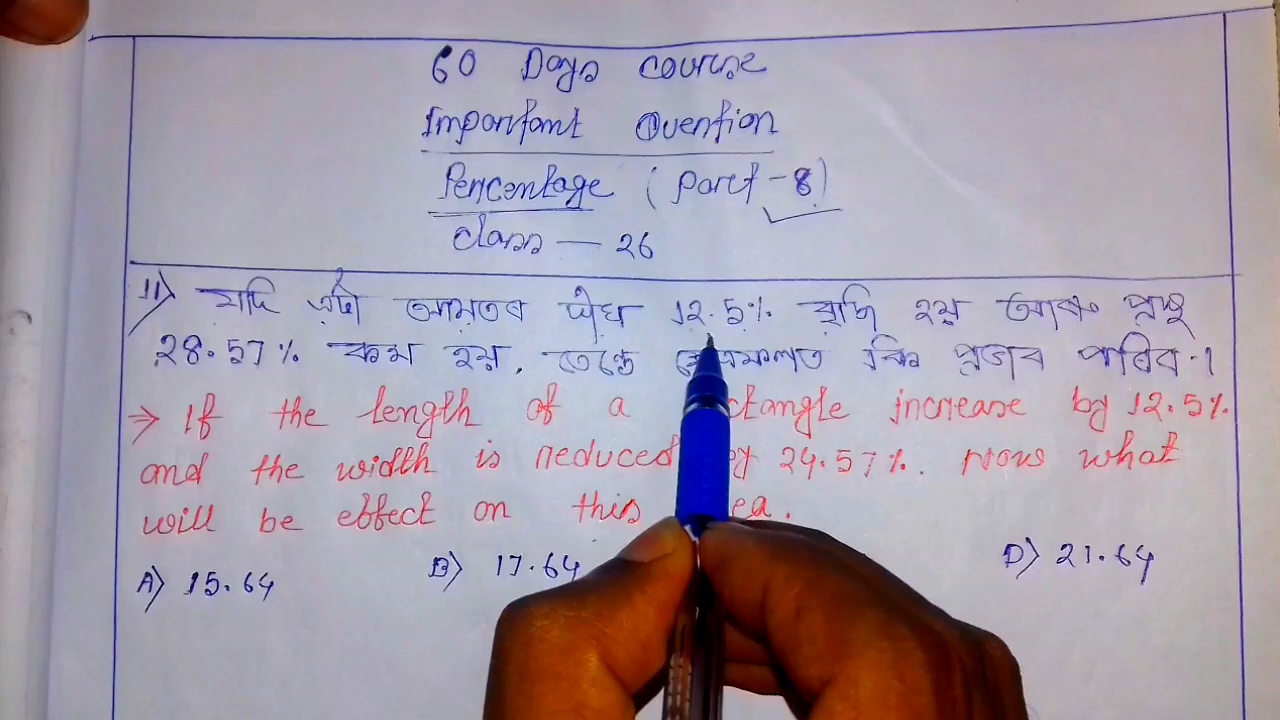 60 Days course
Important Question
Percentage (part-8)
class — 26
11) যদি এটা আয়তৰ দীঘ 12.5% বৃদ্ধি হয় আৰু প্ৰস্থ
28.57% কম হয়, তেন্তে কি প্ৰভাৱ পৰিব।
⇒ If the length of a ctangle increase by 12.5%
and the width is reduced by 24.57%. Now what
will be effect on this ea.
A) 15.64
B) 17.64
D) 21.64